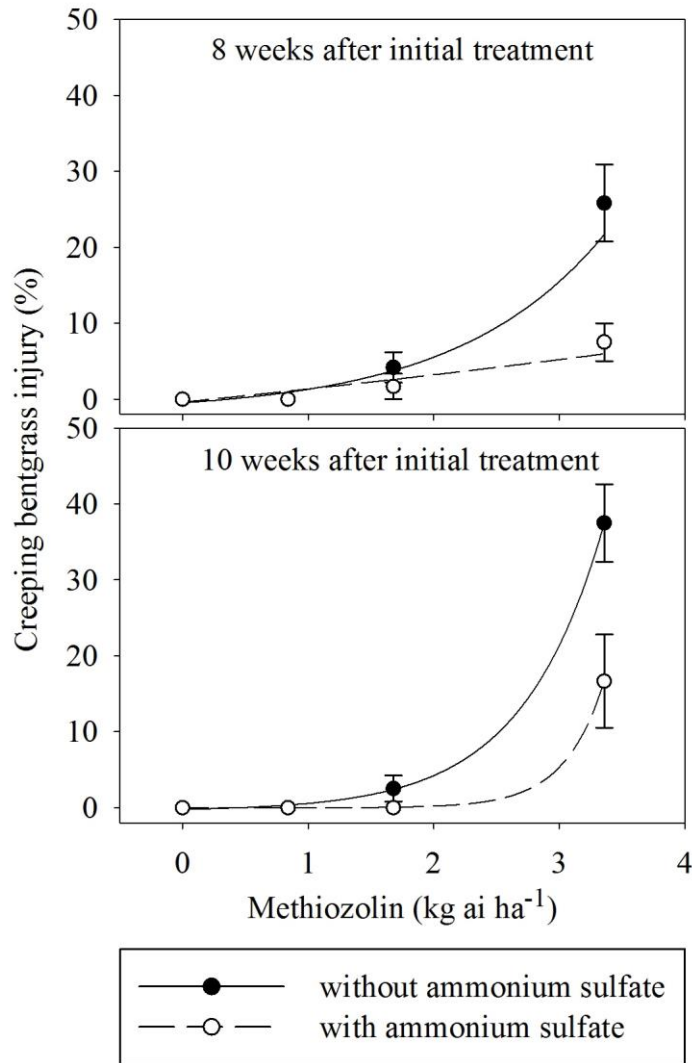 50
8 weeks after initial treatment
40
30
20
10
0
50
10 weeks after initial treatment
40
30
20
10
0
Creeping bentgrass injury (%)
0 1 2 3 4
Methiozolin (kg ai ha⁻¹)
without ammonium sulfate
with ammonium sulfate